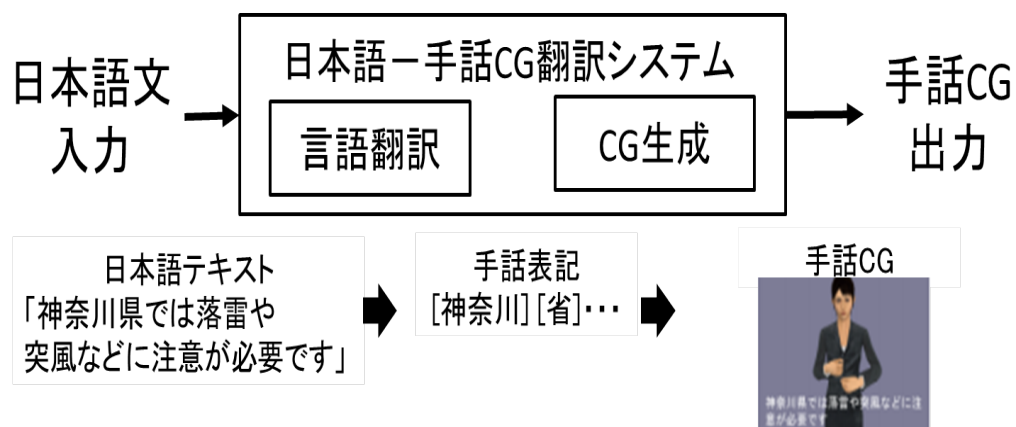 日本語文
入力
日本語－手話CG翻訳システム
言語翻訳
CG生成
手話CG
出力
日本語テキスト
「神奈川県では落雷や
突風などに注意が必要です」
手話表記
[神奈川][省]・・・
手話CG
神奈川県では落雷や突風などに注
意が必要です